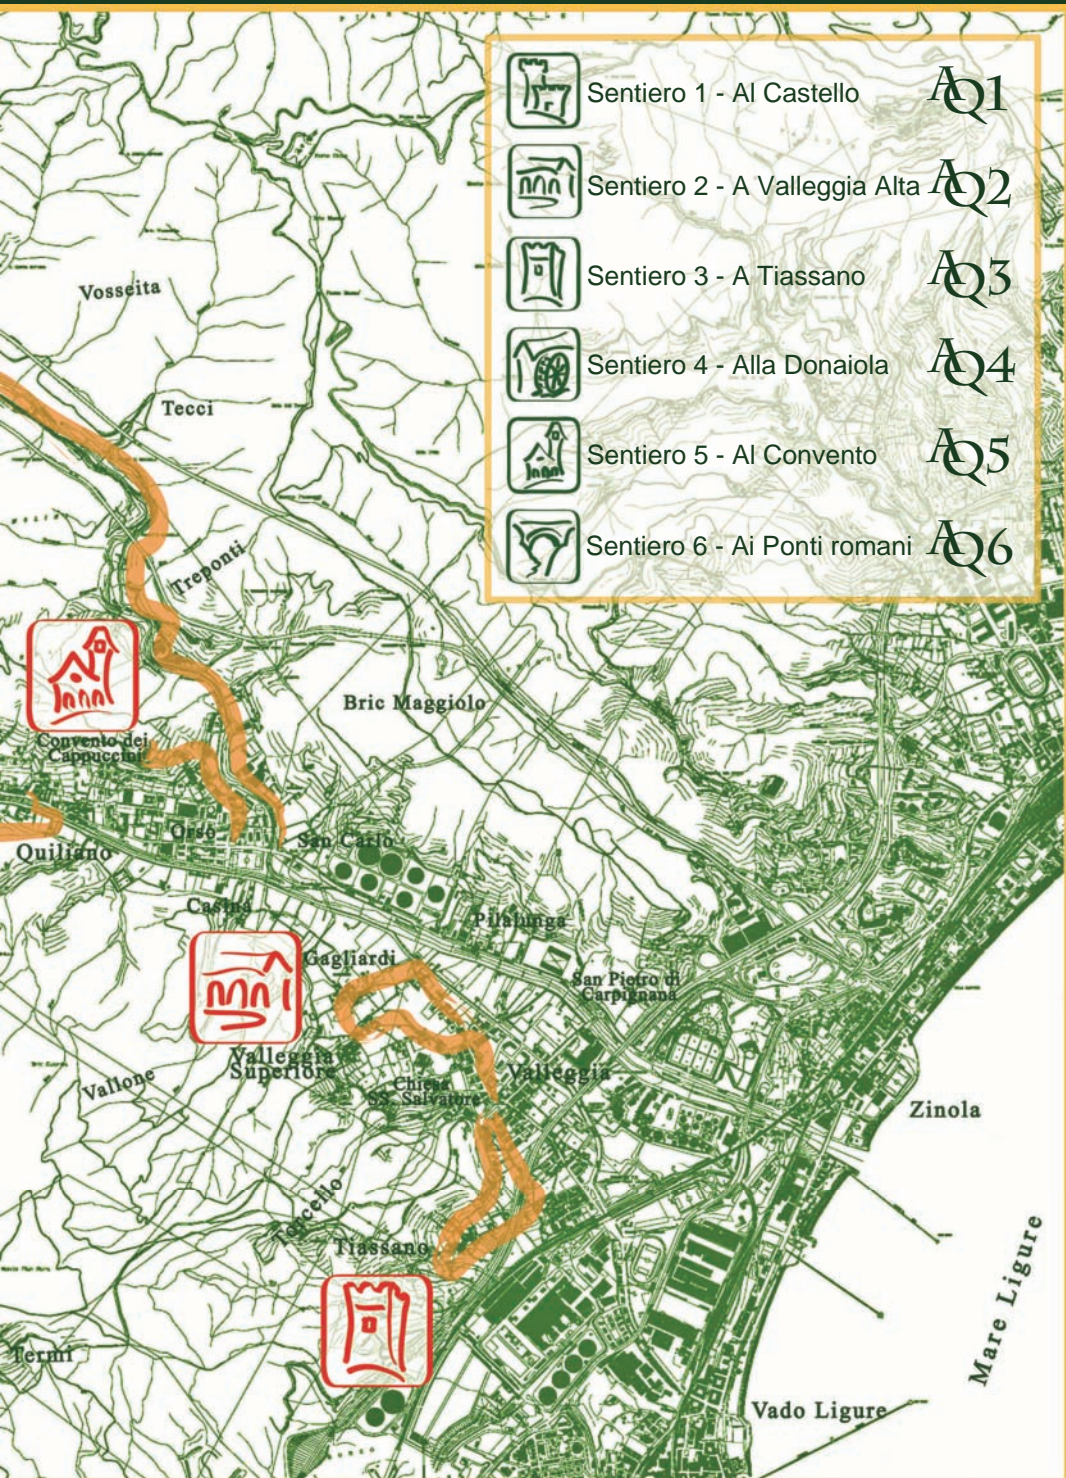 Sentiero 1 - Al Castello AQ1
Sentiero 2 - A Valleggia Alta AQ2
Sentiero 3 - A Tiassano AQ3
Sentiero 4 - Alla Donaiola AQ4
Sentiero 5 - Al Convento AQ5
Sentiero 6 - Ai Ponti romani AQ6
Vosseita
Tecci
Treponti
Bric Maggiolo
Convento dei
Cappuccini
Orso
San Carlo
Quiliano
Casina
Pilalunga
Gagliardi
San Pietro di
Carpignana
Valleggia
Superiore
Vallone
Chiesa
SS. Salvatore
Valleggia
Zinola
Torcello
Tiassano
Mare Ligure
Termi
Vado Ligure